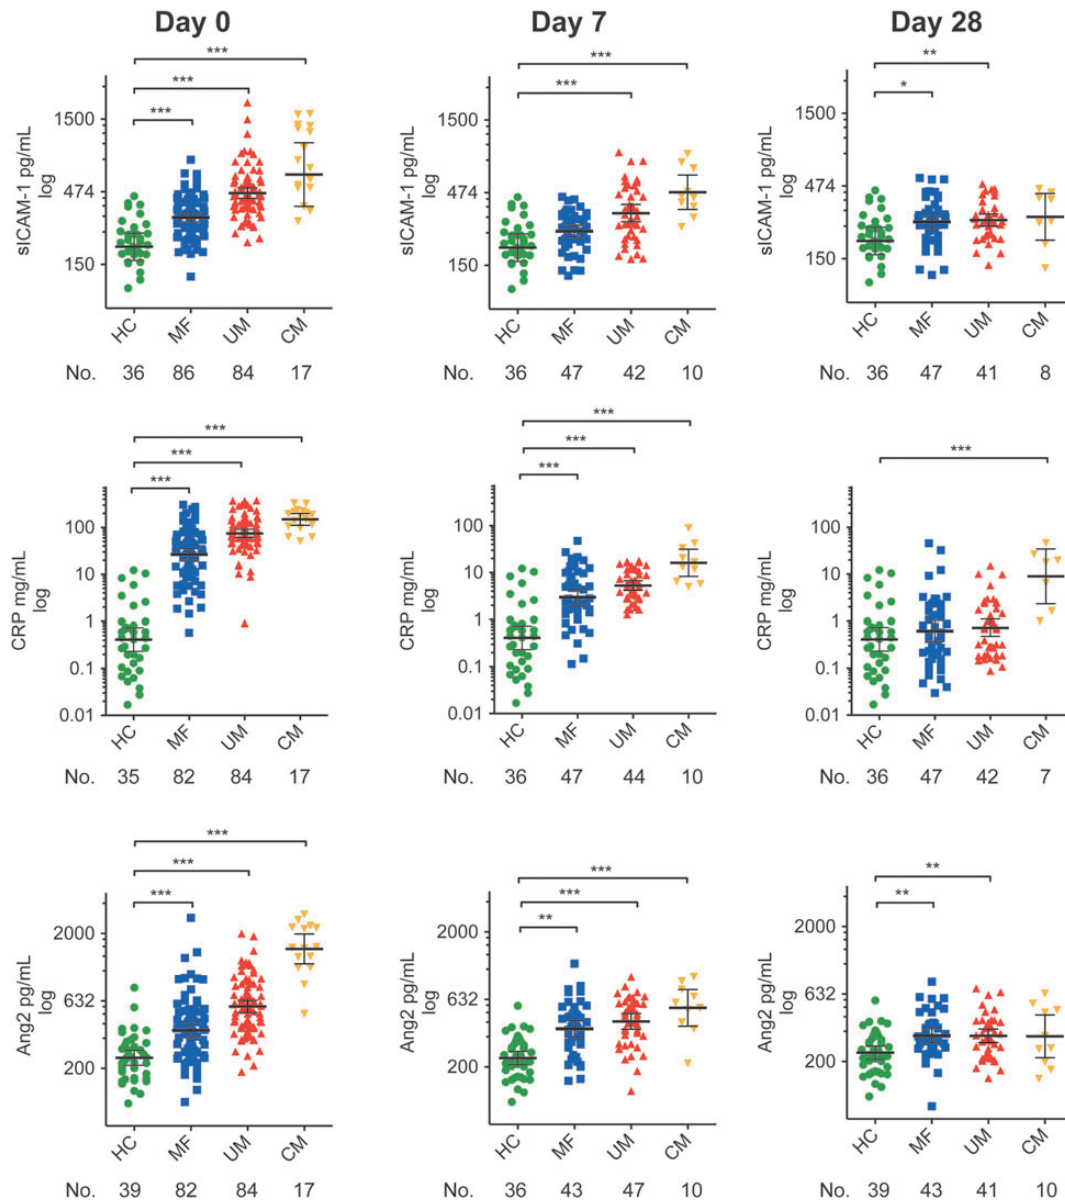 Day 0 Day 7 Day 28
*** *** **
*** *** *
***
sICAM-1 pg/mL log 1500 474 150
sICAM-1 pg/mL log 1500 474 150
sICAM-1 pg/mL log 1500 474 150
HC MF UM CM HC MF UM CM HC MF UM CM
No. 36 86 84 17 No. 36 47 42 10 No. 36 47 41 8
*** *** ***
*** ***
*** ***
CRP mg/mL log 100 10 1 0.1 0.01
CRP mg/mL log 100 10 1 0.1 0.01
CRP mg/mL log 100 10 1 0.1 0.01
HC MF UM CM HC MF UM CM HC MF UM CM
No. 35 82 84 17 No. 36 47 44 10 No. 36 47 42 7
*** *** **
*** *** **
*** **
Ang2 pg/mL log 2000 632 200
Ang2 pg/mL log 2000 632 200
Ang2 pg/mL log 2000 632 200
HC MF UM CM HC MF UM CM HC MF UM CM
No. 39 82 84 17 No. 36 43 47 10 No. 39 43 41 10